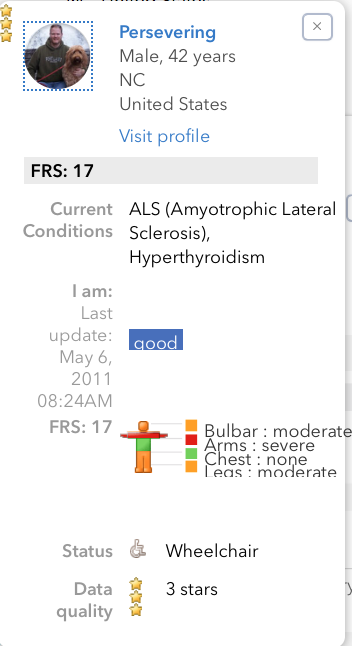 Persevering
Male, 42 years
NC
United States
Visit profile
FRS: 17
Current Conditions
ALS (Amyotrophic Lateral Sclerosis), Hyperthyroidism
I am:
Last update:
May 6,
2011
08:24AM
good
FRS: 17
Bulbar : moderate
Arms : severe
Chest : none
Legs : moderate
Status
Wheelchair
Data quality
3 stars